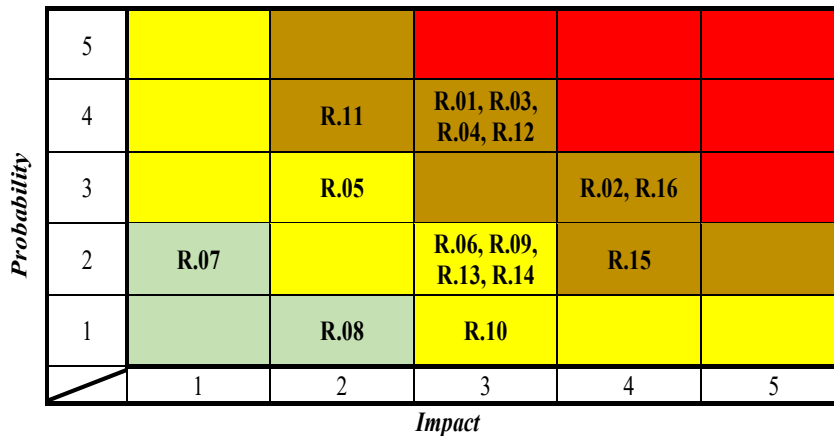 Probability
5
4
R.11
R.01, R.03,
R.04, R.12
3
R.05
R.02, R.16
2
R.07
R.06, R.09,
R.13, R.14
R.15
1
R.08
R.10
1
2
3
4
5
Impact